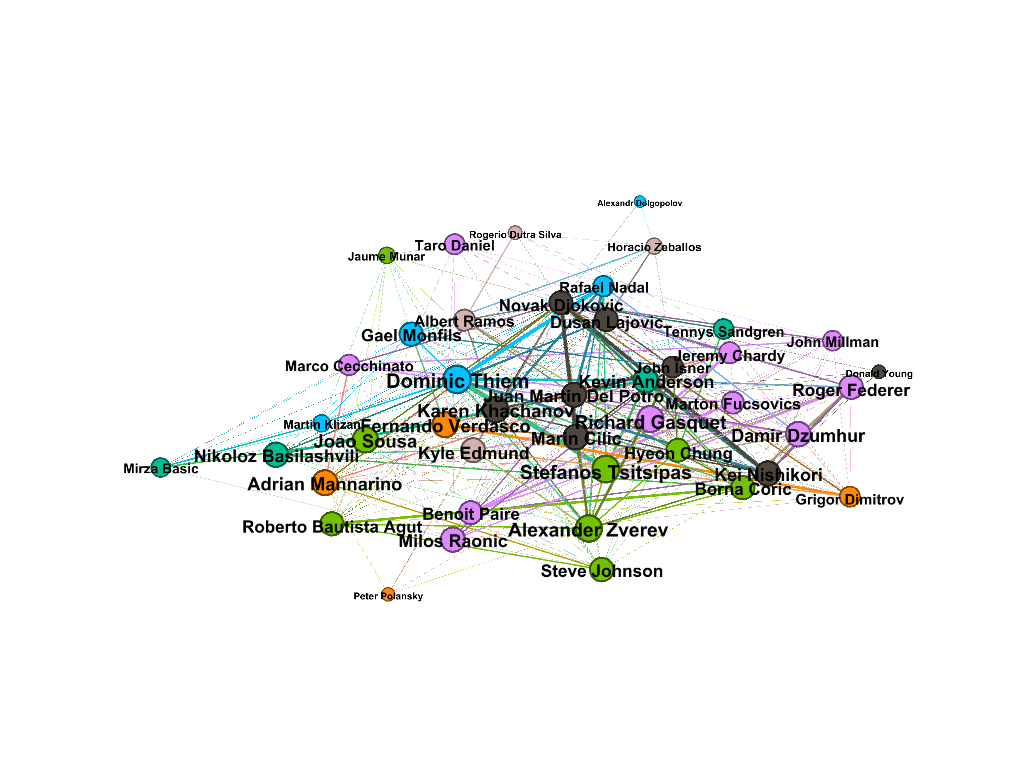 Alexandr Dolgopolov
Rogerio Dutra Silva
Taro Daniel
Horacio Zeballos
Jaume Munar
Rafael Nadal
Novak Djokovic
Albert Ramos
Dusan Lajovic
Tennys Sandgren
Gael Monfils
John Millman
Jeremy Chardy
Marco Cecchinato
John Isner
Donald Young
Dominic Thiem
Kevin Anderson
Roger Federer
Juan Martin Del Potro
Marton Fucsovics
Karen Khachanov
Martin Klizan
Fernando Verdasco
Richard Gasquet
Joao Sousa
Marin Cilic
Damir Dzumhur
Kyle Edmund
Hyeon Chung
Nikoloz Basilashvili
Mirza Basic
Stefanos Tsitsipas
Kei Nishikori
Adrian Mannarino
Borna Coric
Grigor Dimitrov
Benoit Paire
Roberto Bautista Agut
Alexander Zverev
Milos Raonic
Steve Johnson
Peter Polansky